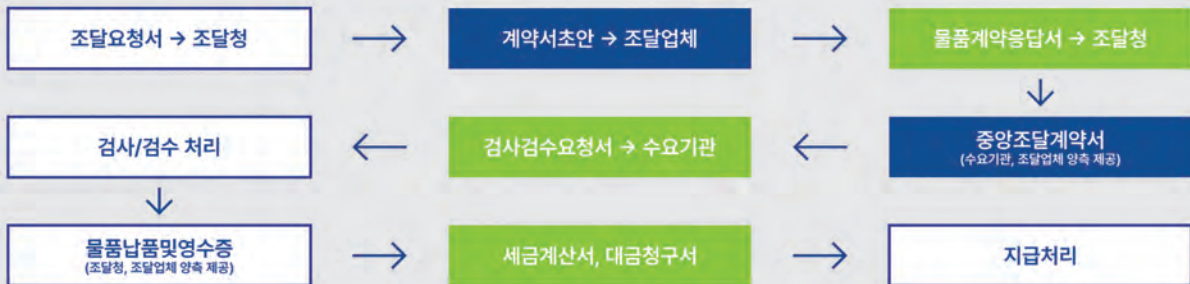 조달요청서 → 조달청
계약서초안 → 조달업체
물품계약응답서 → 조달청
중앙조달계약서
(수요기관, 조달업체 양측 제공)
검사검수요청서 → 수요기관
검사/검수 처리
물품납품및영수증
(조달청, 조달업체 양측 제공)
세금계산서, 대금청구서
지급처리